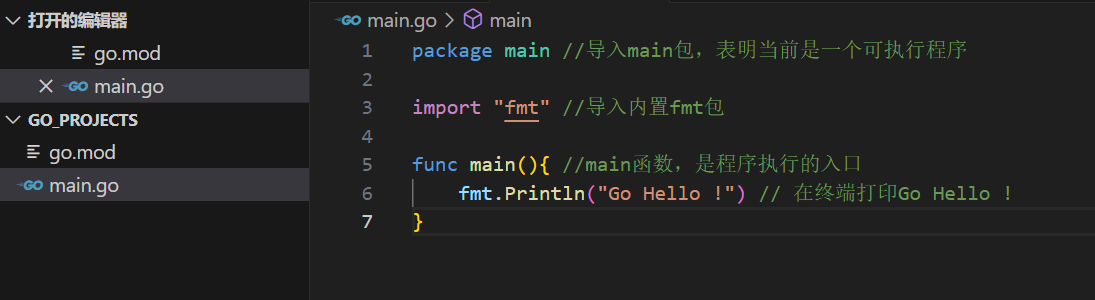 打开的编辑器
go.mod
main.go
GO_PROJECTS
go.mod
main.go
main.go > main
1 package main //导入main包，表明当前是一个可执行程序
2
3 import "fmt" //导入内置fmt包
4
5 func main(){ //main函数，是程序执行的入口
6     fmt.Println("Go Hello !") // 在终端打印Go Hello !
7 }